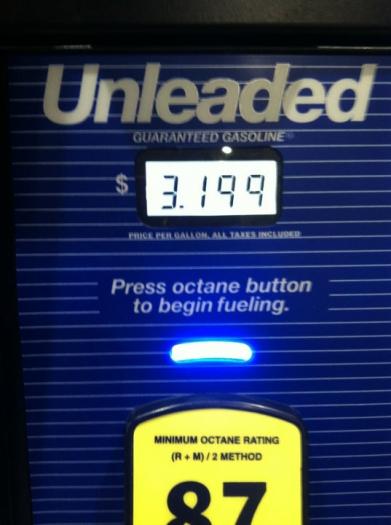 Unleaded
GUARANTEED GASOLINE
$ 3.199
PRICE PER GALLON, ALL TAXES INCLUDED
Press octane button
to begin fueling.
MINIMUM OCTANE RATING
(R + M) / 2 METHOD
87